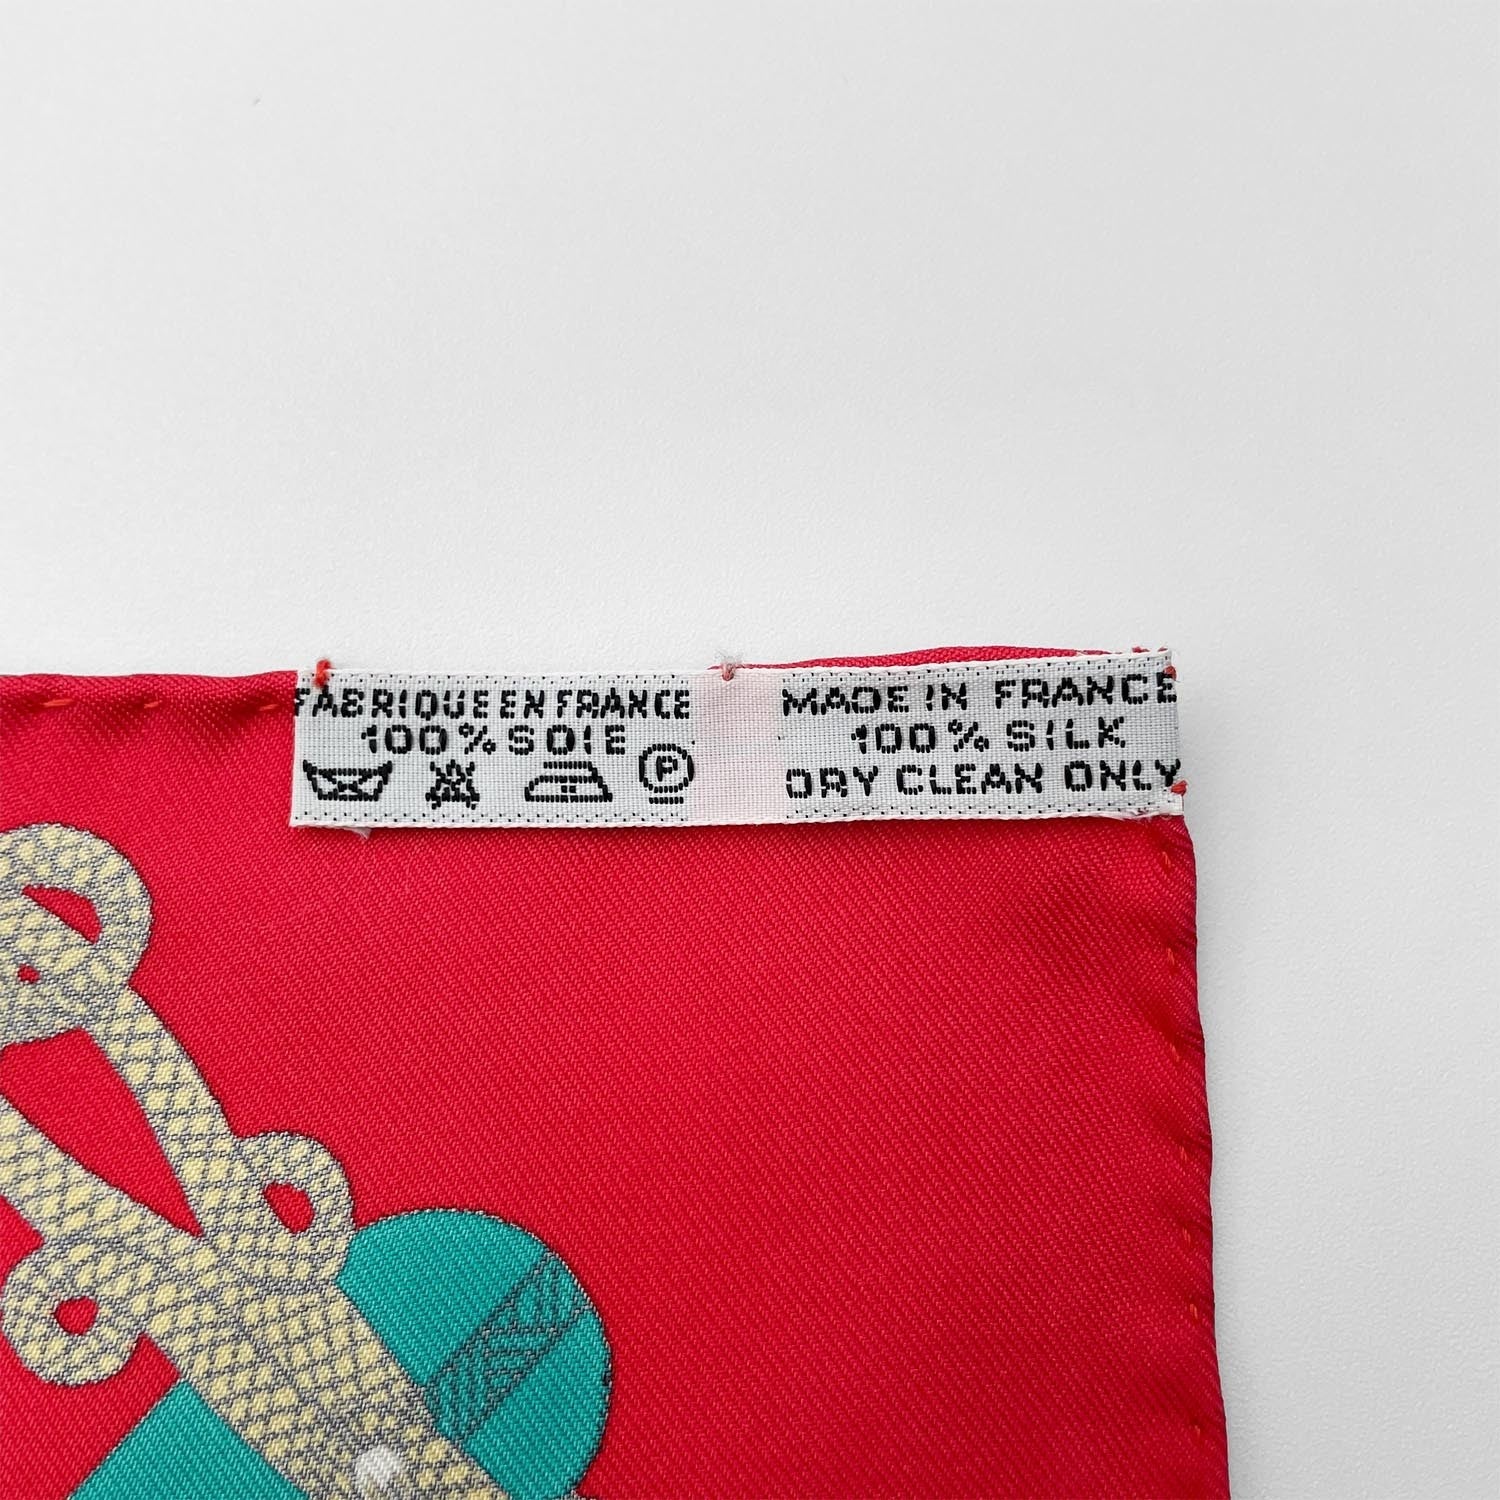 FABRIQUE EN FRANCE
100% SOIE
P
MADE IN FRANCE
100% SILK
DRY CLEAN ONLY